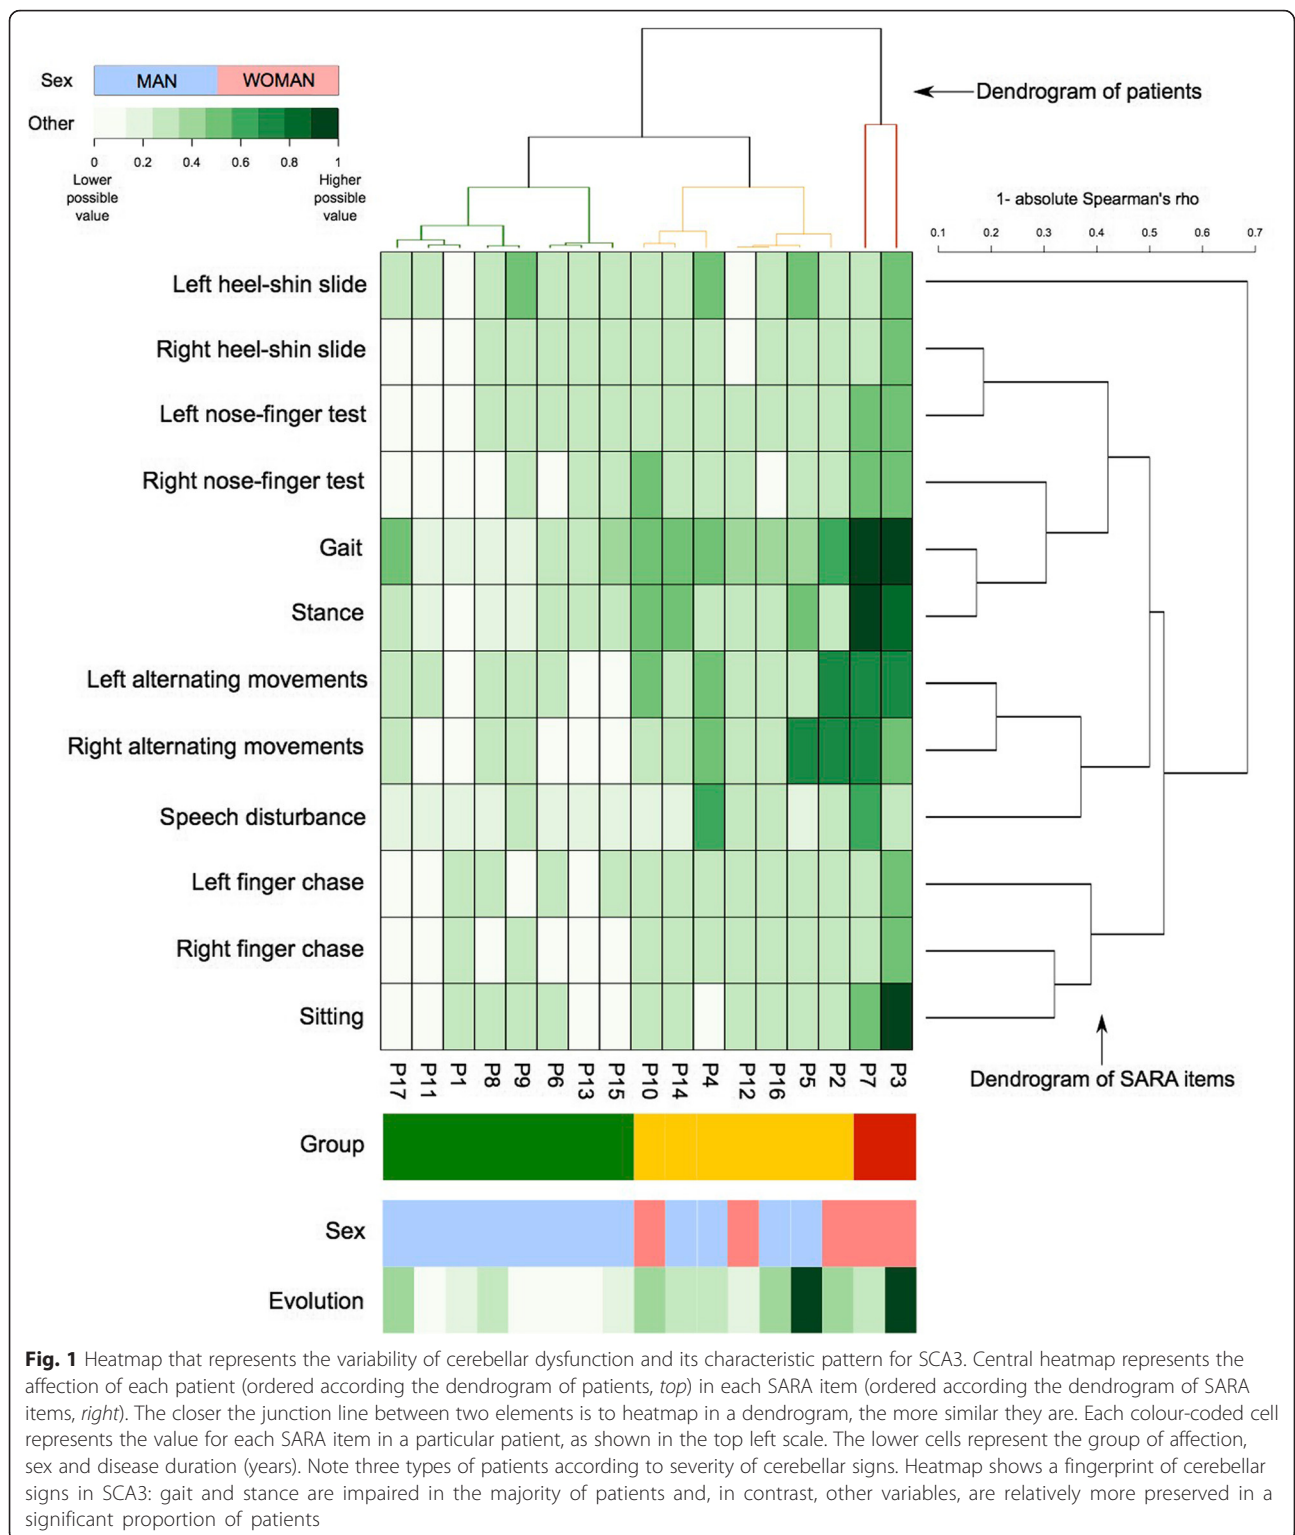 Sex
MAN
WOMAN
Other
0
0.2
0.4
0.6
0.8
1
Lower
possible
value
Higher
possible
value
Dendrogram of patients
1- absolute Spearman's rho
0.1
0.2
0.3
0.4
0.5
0.6
0.7
Left heel-shin slide
Right heel-shin slide
Left nose-finger test
Right nose-finger test
Gait
Stance
Left alternating movements
Right alternating movements
Speech disturbance
Left finger chase
Right finger chase
Sitting
P17
P11
P1
P8
P9
P6
P13
P15
P10
P14
P4
P12
P16
P5
P2
P7
P3
Dendrogram of SARA items
Group
Sex
Evolution
Fig. 1 Heatmap that represents the variability of cerebellar dysfunction and its characteristic pattern for SCA3. Central heatmap represents the
affection of each patient (ordered according the dendrogram of patients, top) in each SARA item (ordered according the dendrogram of SARA
items, right). The closer the junction line between two elements is to heatmap in a dendrogram, the more similar they are. Each colour-coded cell
represents the value for each SARA item in a particular patient, as shown in the top left scale. The lower cells represent the group of affection,
sex and disease duration (years). Note three types of patients according to severity of cerebellar signs. Heatmap shows a fingerprint of cerebellar
signs in SCA3: gait and stance are impaired in the majority of patients and, in contrast, other variables, are relatively more preserved in a
significant proportion of patients